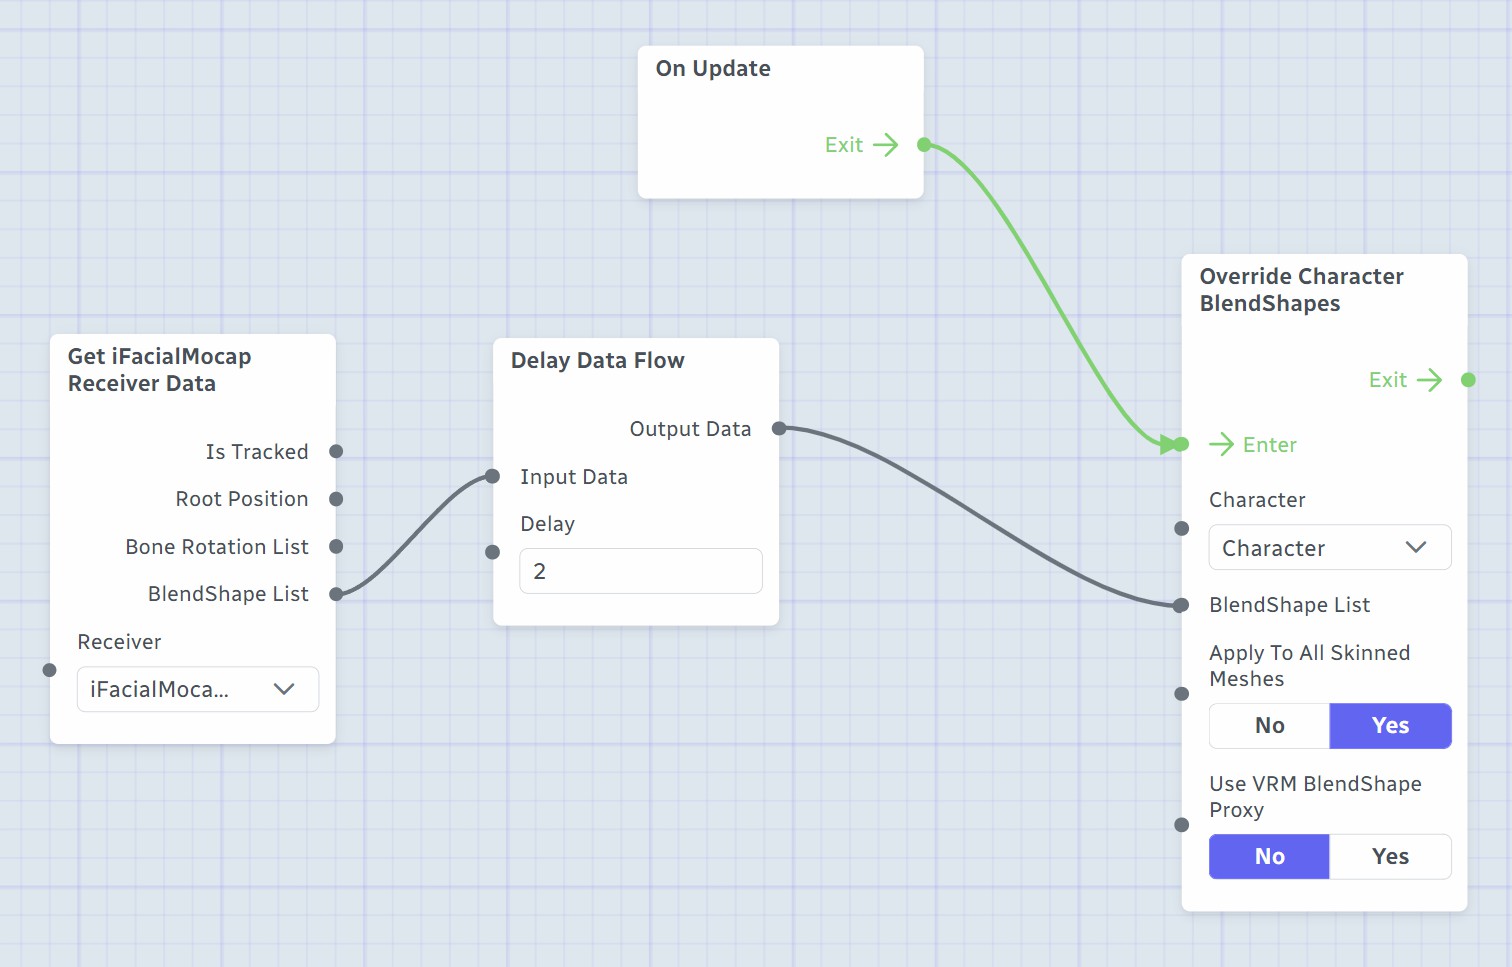 On Update
Exit
Get iFacialMocap
Receiver Data
Is Tracked
Root Position
Bone Rotation List
BlendShape List
Receiver
iFacialMoca...
Delay Data Flow
Output Data
Input Data
Delay
2
Override Character
BlendShapes
Exit
Enter
Character
Character
BlendShape List
Apply To All Skinned
Meshes
No Yes
Use VRM BlendShape
Proxy
No Yes